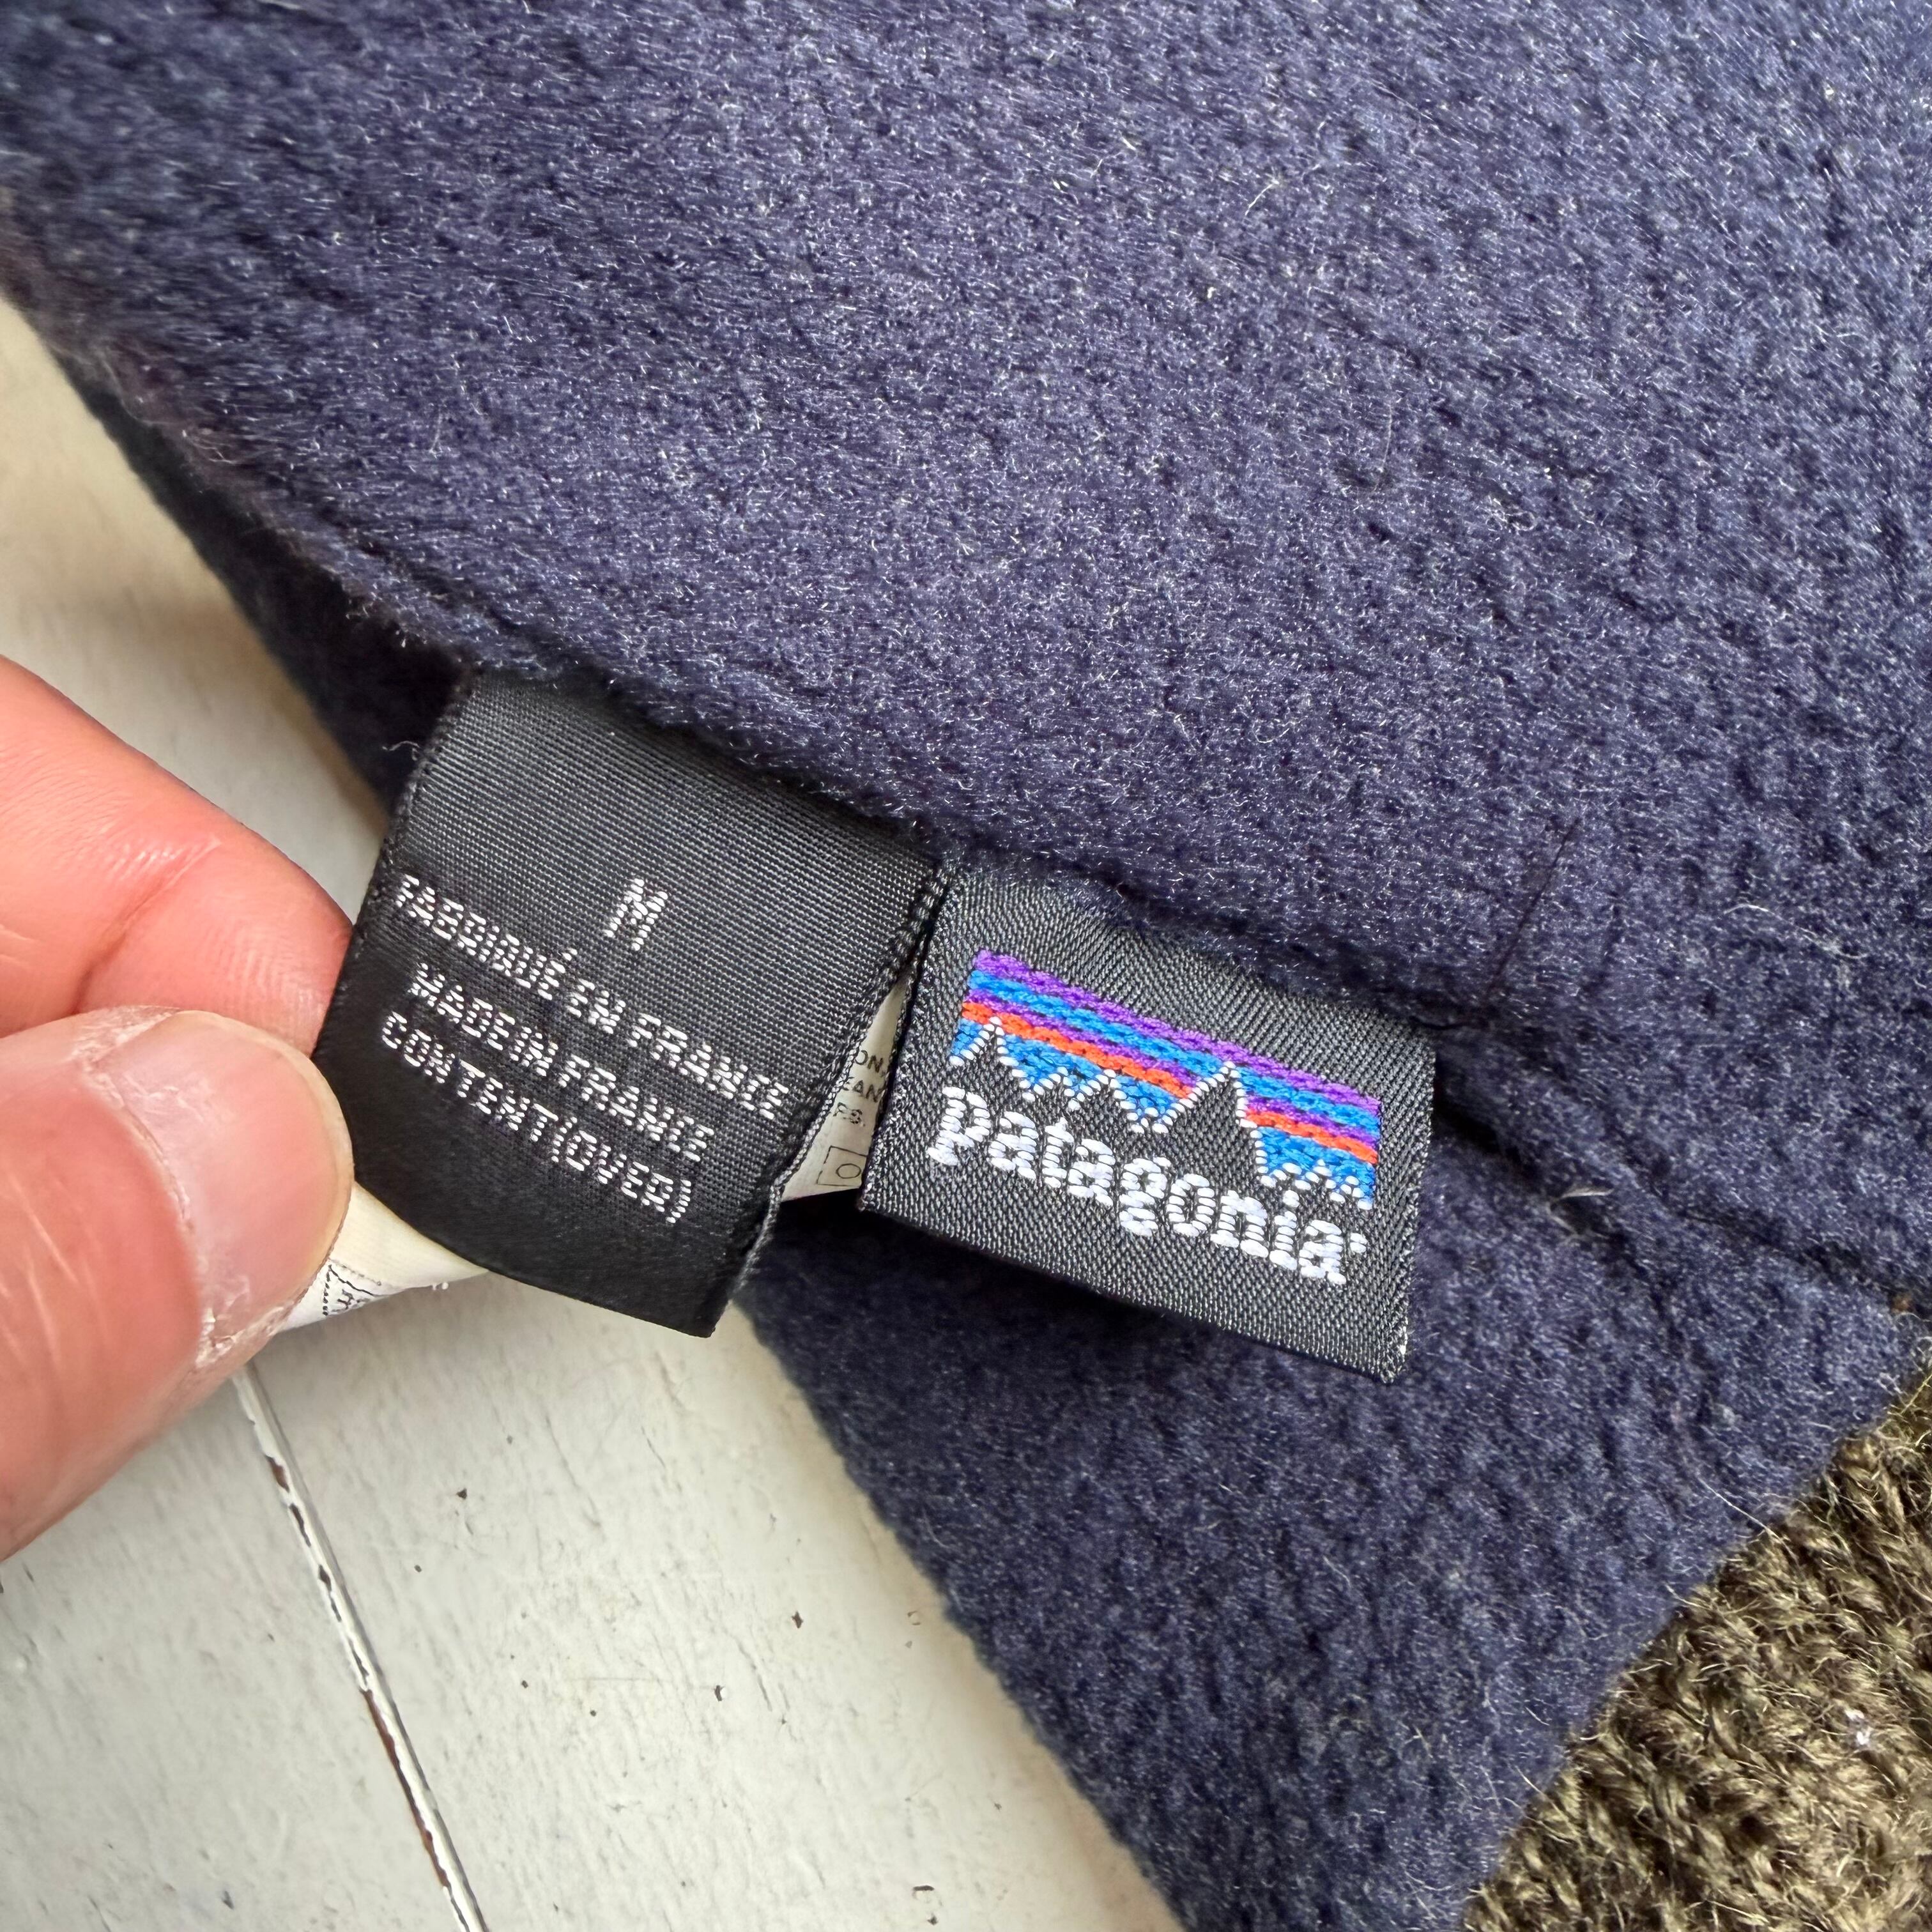 M
FABRIQUÉ EN FRANCE
MADE IN FRANCE
CONTENT (OVER)
patagonia